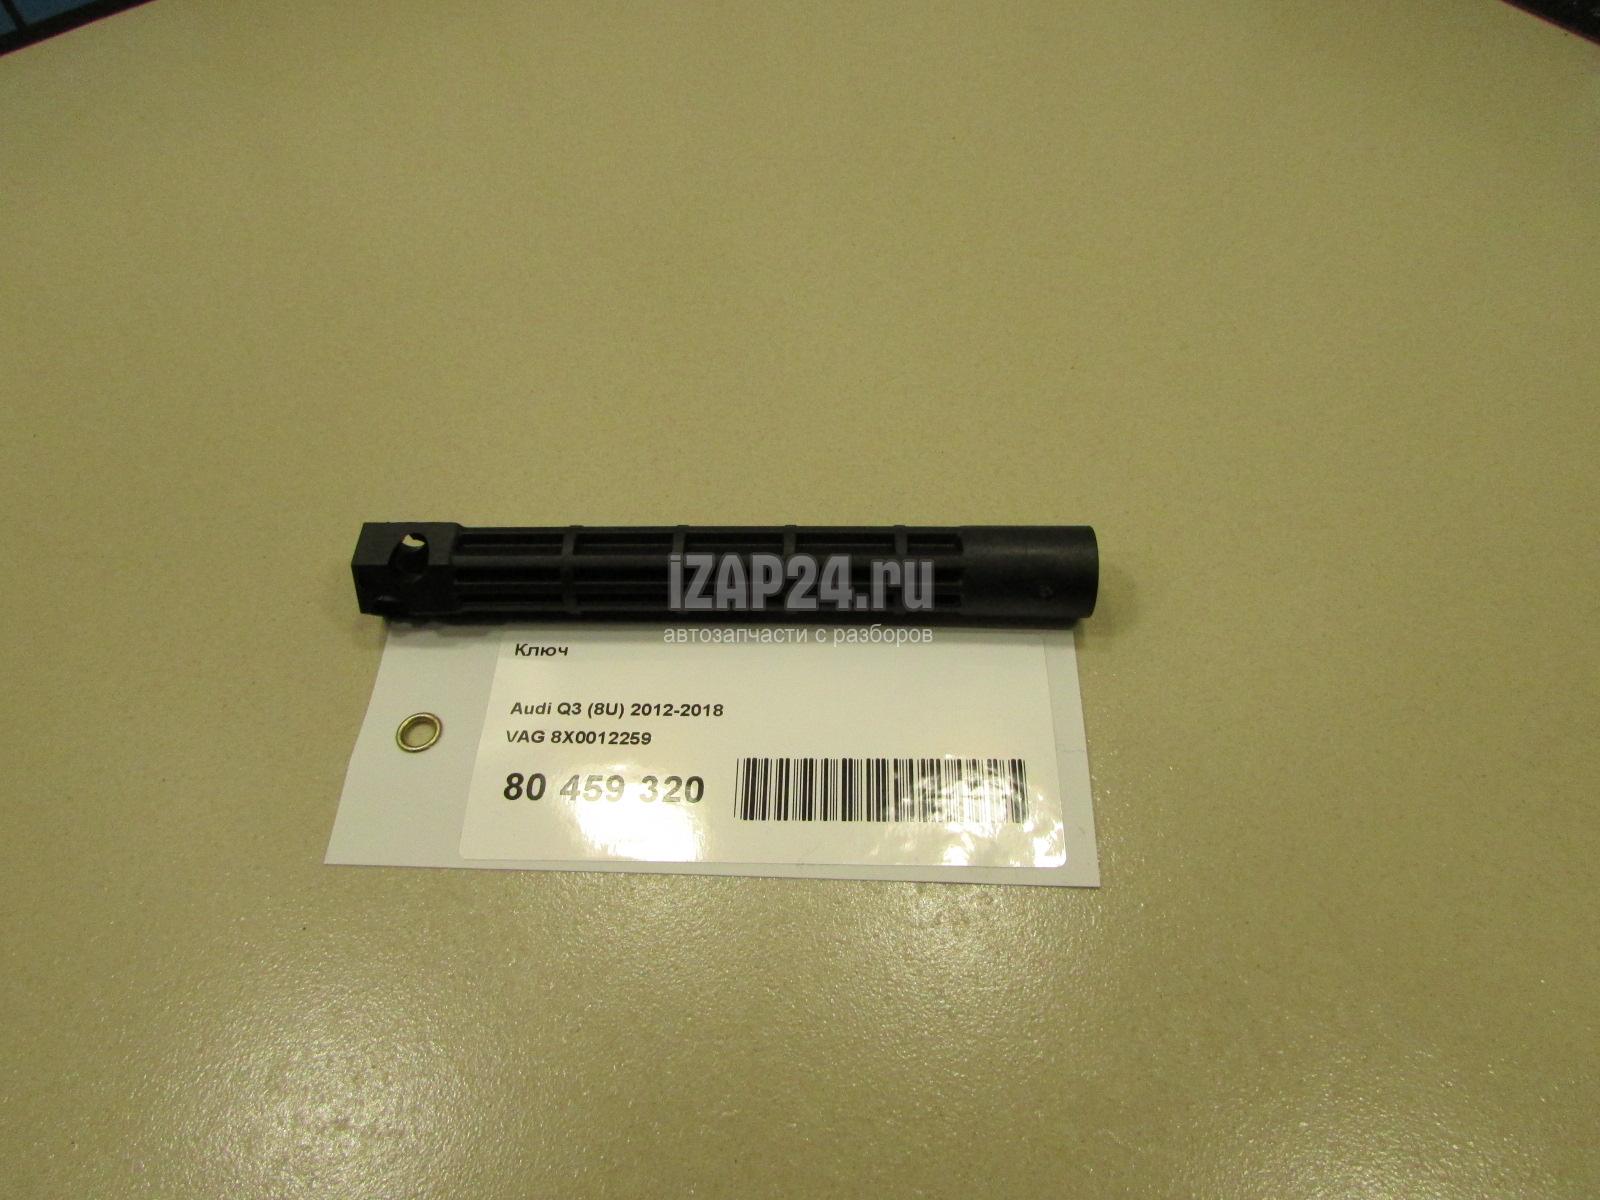 iZAP24.ru
автозапчасти с разборов
Ключ
Audi Q3 (8U) 2012-2018
VAG 8X0012259
80 459 320